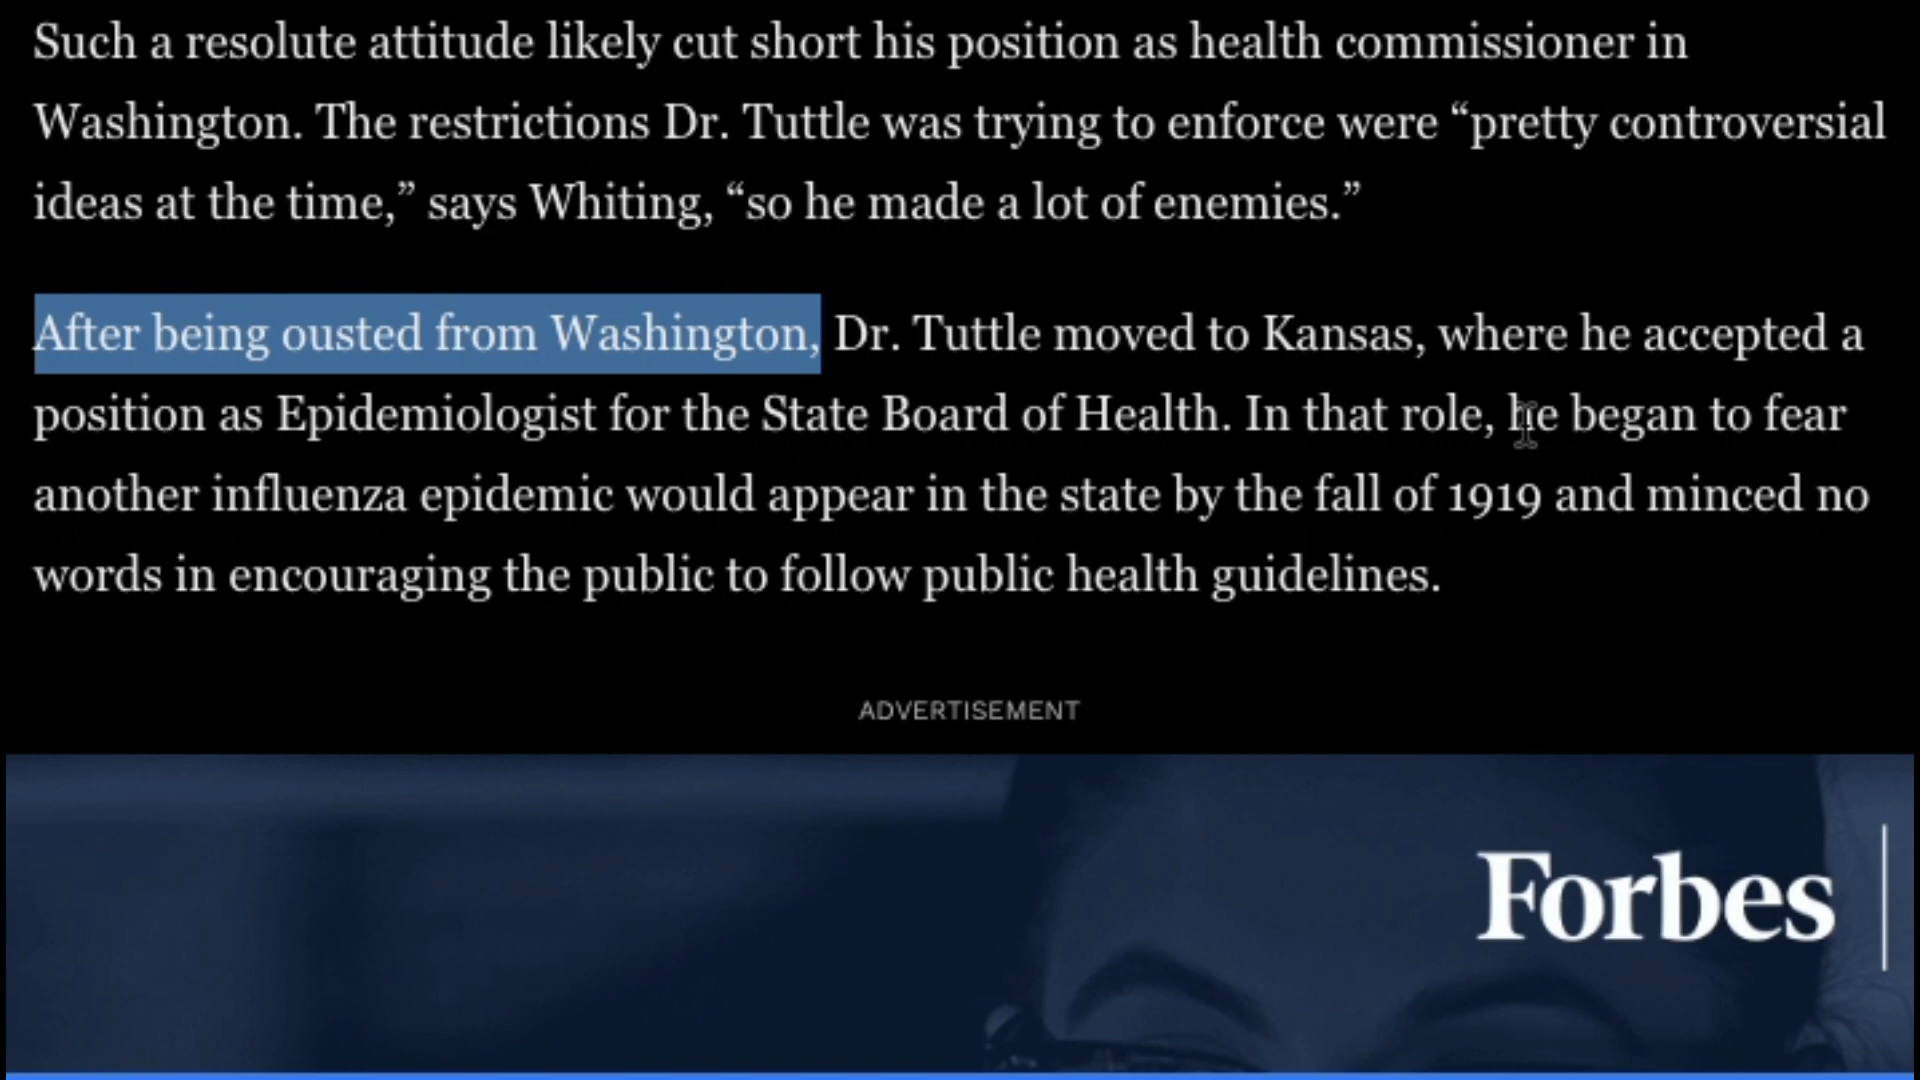 Such a resolute attitude likely cut short his position as health commissioner in
Washington. The restrictions Dr. Tuttle was trying to enforce were “pretty controversial
ideas at the time,” says Whiting, “so he made a lot of enemies.”
After being ousted from Washington, Dr. Tuttle moved to Kansas, where he accepted a
position as Epidemiologist for the State Board of Health. In that role, he began to fear
another influenza epidemic would appear in the state by the fall of 1919 and minced no
words in encouraging the public to follow public health guidelines.
ADVERTISEMENT
Forbes